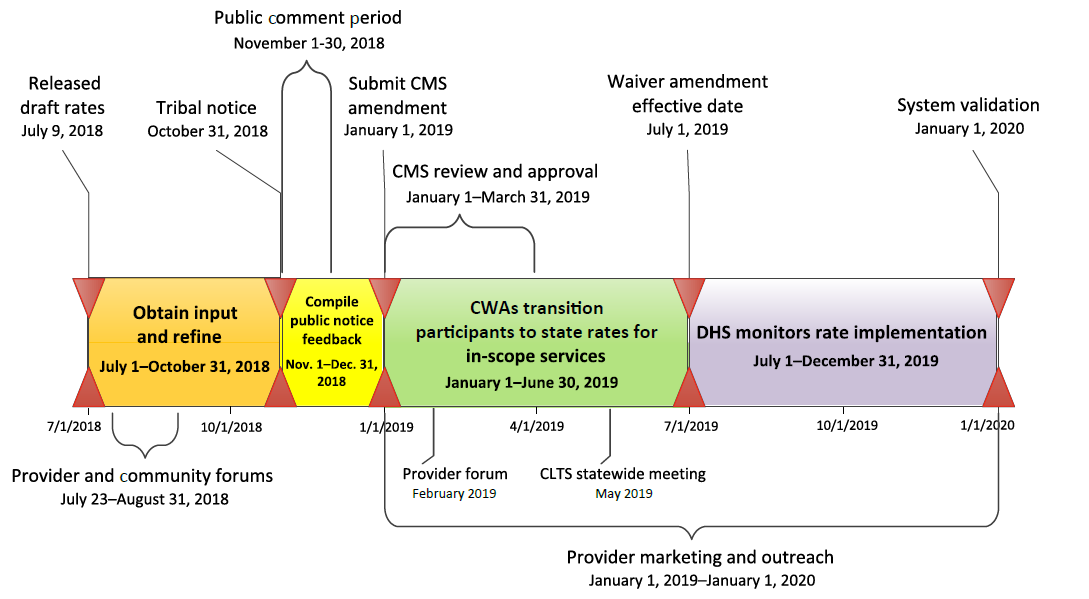 Public comment period
November 1-30, 2018
Released
draft rates
July 9, 2018
Tribal notice
October 31, 2018
Submit CMS
amendment
January 1, 2019
Waiver amendment
effective date
July 1, 2019
System validation
January 1, 2020
CMS review and approval
January 1–March 31, 2019
Obtain input
and refine
July 1–October 31, 2018
Compile
public notice
feedback
Nov. 1–Dec. 31,
2018
CWAs transition
participants to state rates for
in-scope services
January 1–June 30, 2019
DHS monitors rate implementation
July 1–December 31, 2019
7/1/2018
10/1/2018
1/1/2019
4/1/2019
7/1/2019
10/1/2019
1/1/2020
Provider and community forums
July 23–August 31, 2018
Provider forum
February 2019
CLTS statewide meeting
May 2019
Provider marketing and outreach
January 1, 2019–January 1, 2020